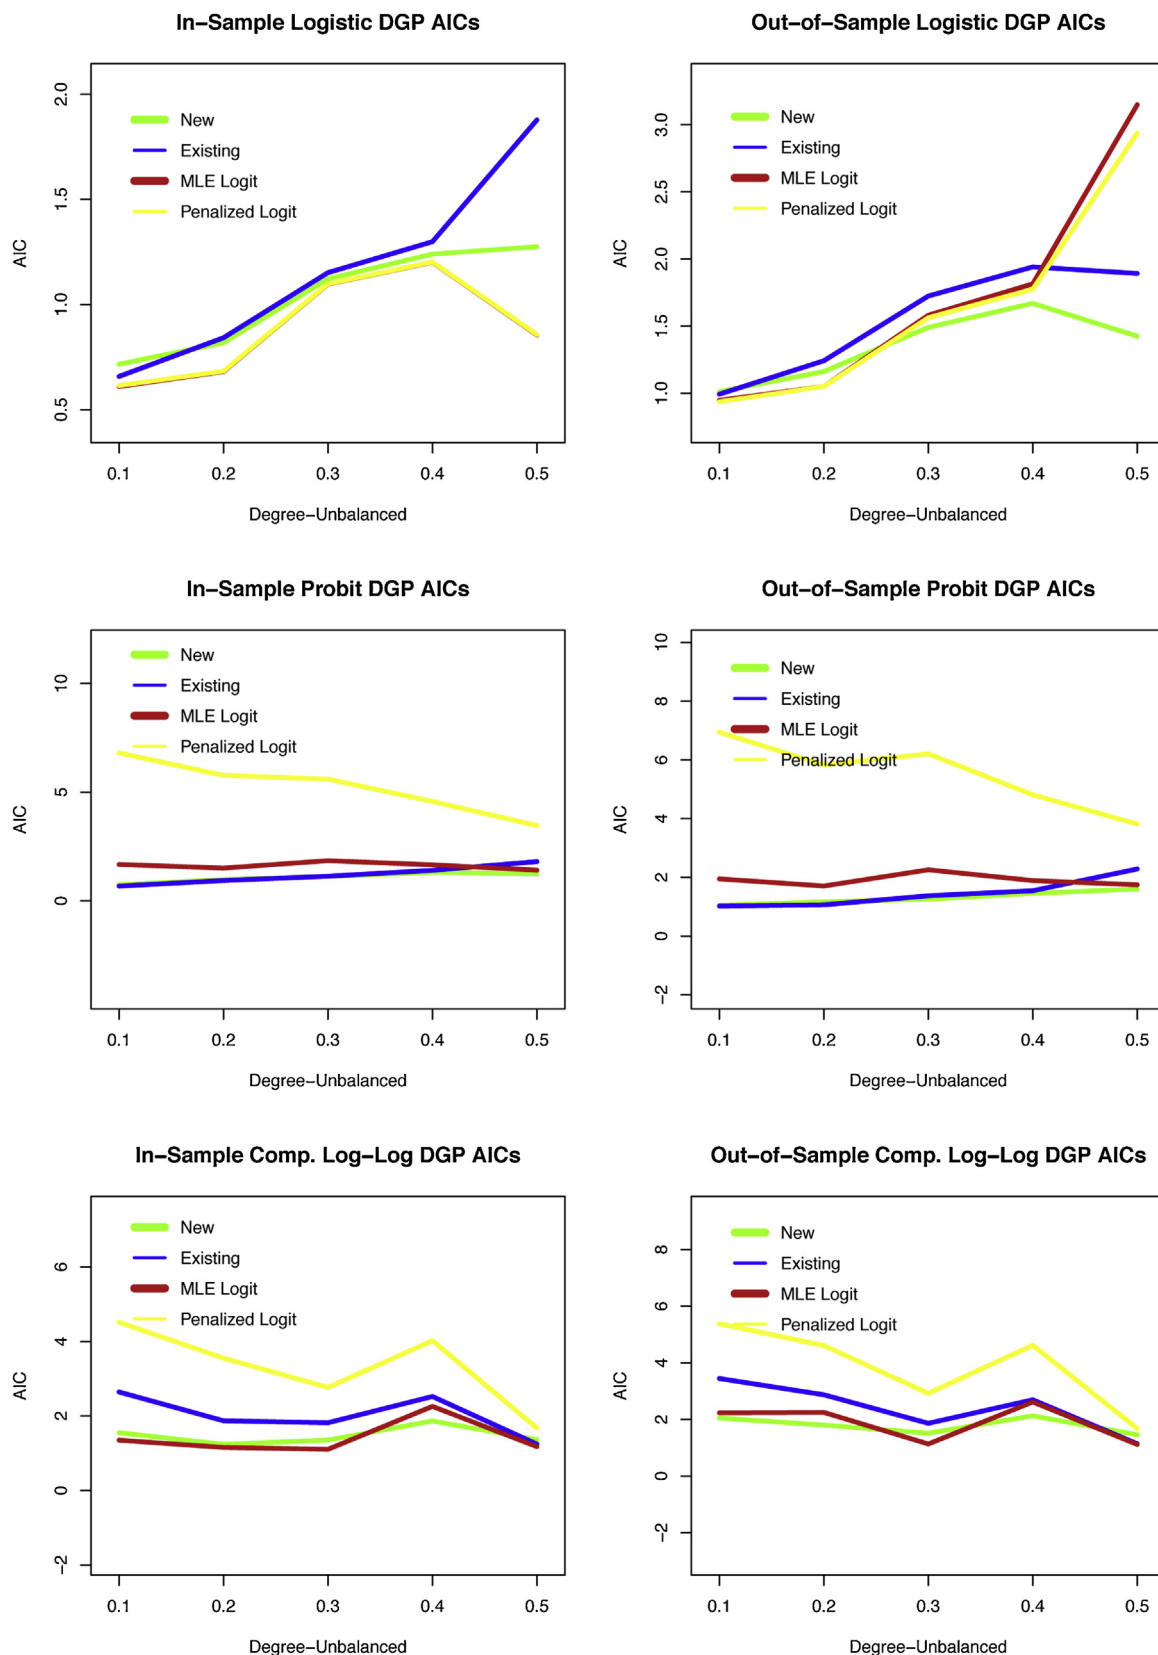 In−Sample Logistic DGP AICs
AIC
2.0
1.5
1.0
0.5
New
Existing
MLE Logit
Penalized Logit
0.1 0.2 0.3 0.4 0.5
Degree−Unbalanced
Out−of−Sample Logistic DGP AICs
AIC
3.0
2.5
2.0
1.5
1.0
New
Existing
MLE Logit
Penalized Logit
0.1 0.2 0.3 0.4 0.5
Degree−Unbalanced
In−Sample Probit DGP AICs
AIC
10
5
0
New
Existing
MLE Logit
Penalized Logit
0.1 0.2 0.3 0.4 0.5
Degree−Unbalanced
Out−of−Sample Probit DGP AICs
AIC
10
8
6
4
2
0
−2
New
Existing
MLE Logit
Penalized Logit
0.1 0.2 0.3 0.4 0.5
Degree−Unbalanced
In−Sample Comp. Log−Log DGP AICs
AIC
6
4
2
0
−2
New
Existing
MLE Logit
Penalized Logit
0.1 0.2 0.3 0.4 0.5
Degree−Unbalanced
Out−of−Sample Comp. Log−Log DGP AICs
AIC
8
6
4
2
0
−2
New
Existing
MLE Logit
Penalized Logit
0.1 0.2 0.3 0.4 0.5
Degree−Unbalanced